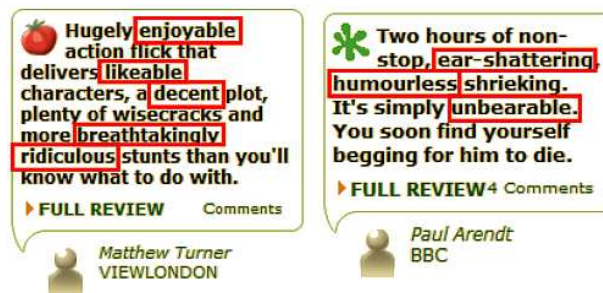 Hugely enjoyable
action flick that
delivers likeable
characters, a decent plot,
plenty of wisecracks and
more breathtakingly
ridiculous stunts than you'll
know what to do with.
FULL REVIEW Comments
Matthew Turner
VIEWLONDON
Two hours of non-
stop, ear-shattering,
humourless shrieking.
It's simply unbearable.
You soon find yourself
begging for him to die.
FULL REVIEW 4 Comments
Paul Arendt
BBC